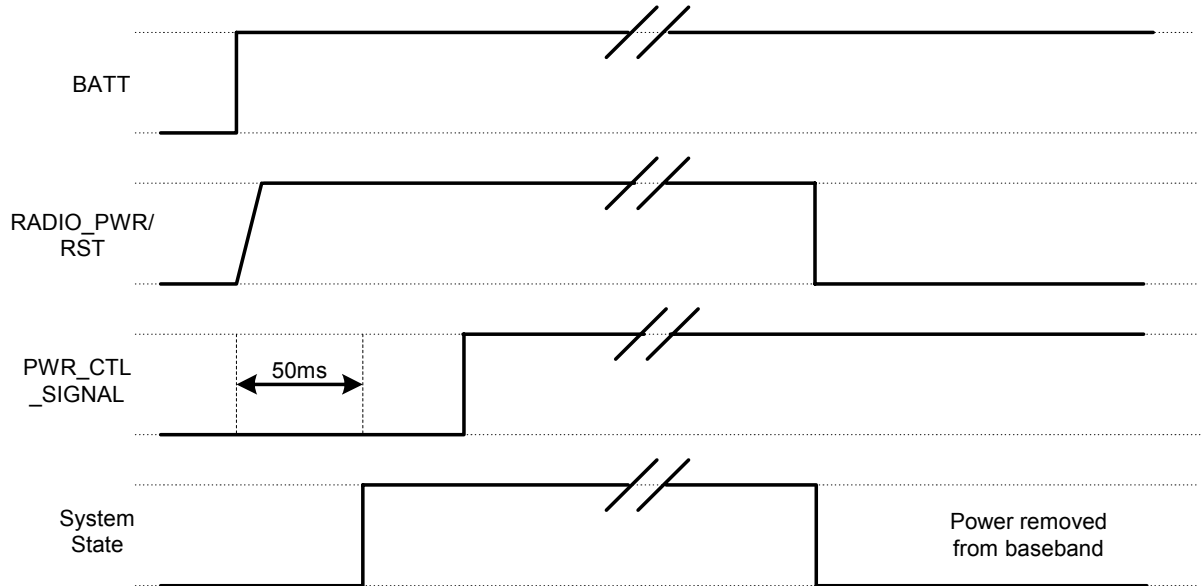 BATT
RADIO_PWR/
RST
PWR_CTL
_SIGNAL
50ms
System
State
Power removed
from baseband